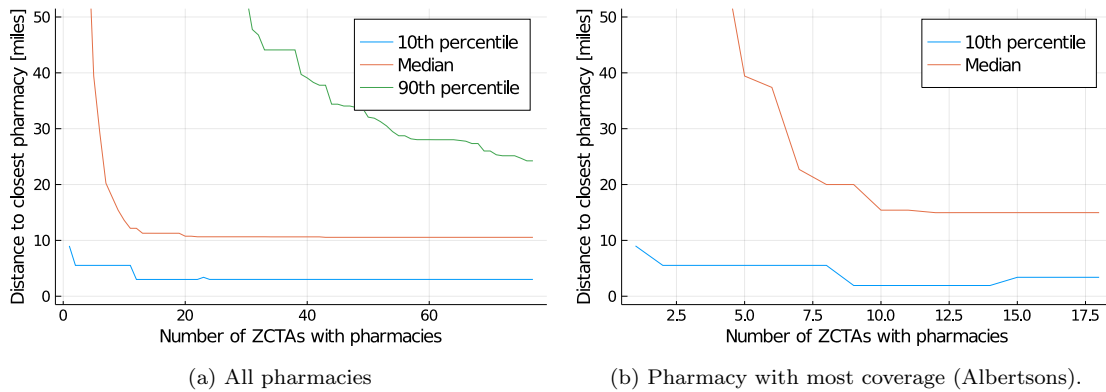 Distance to closest pharmacy [miles]
50
40
30
20
10
0
10th percentile
Median
90th percentile
0 20 40 60
Number of ZCTAs with pharmacies
(a) All pharmacies
Distance to closest pharmacy [miles]
50
40
30
20
10
0
10th percentile
Median
2.5 5.0 7.5 10.0 12.5 15.0 17.5
Number of ZCTAs with pharmacies
(b) Pharmacy with most coverage (Albertsons).